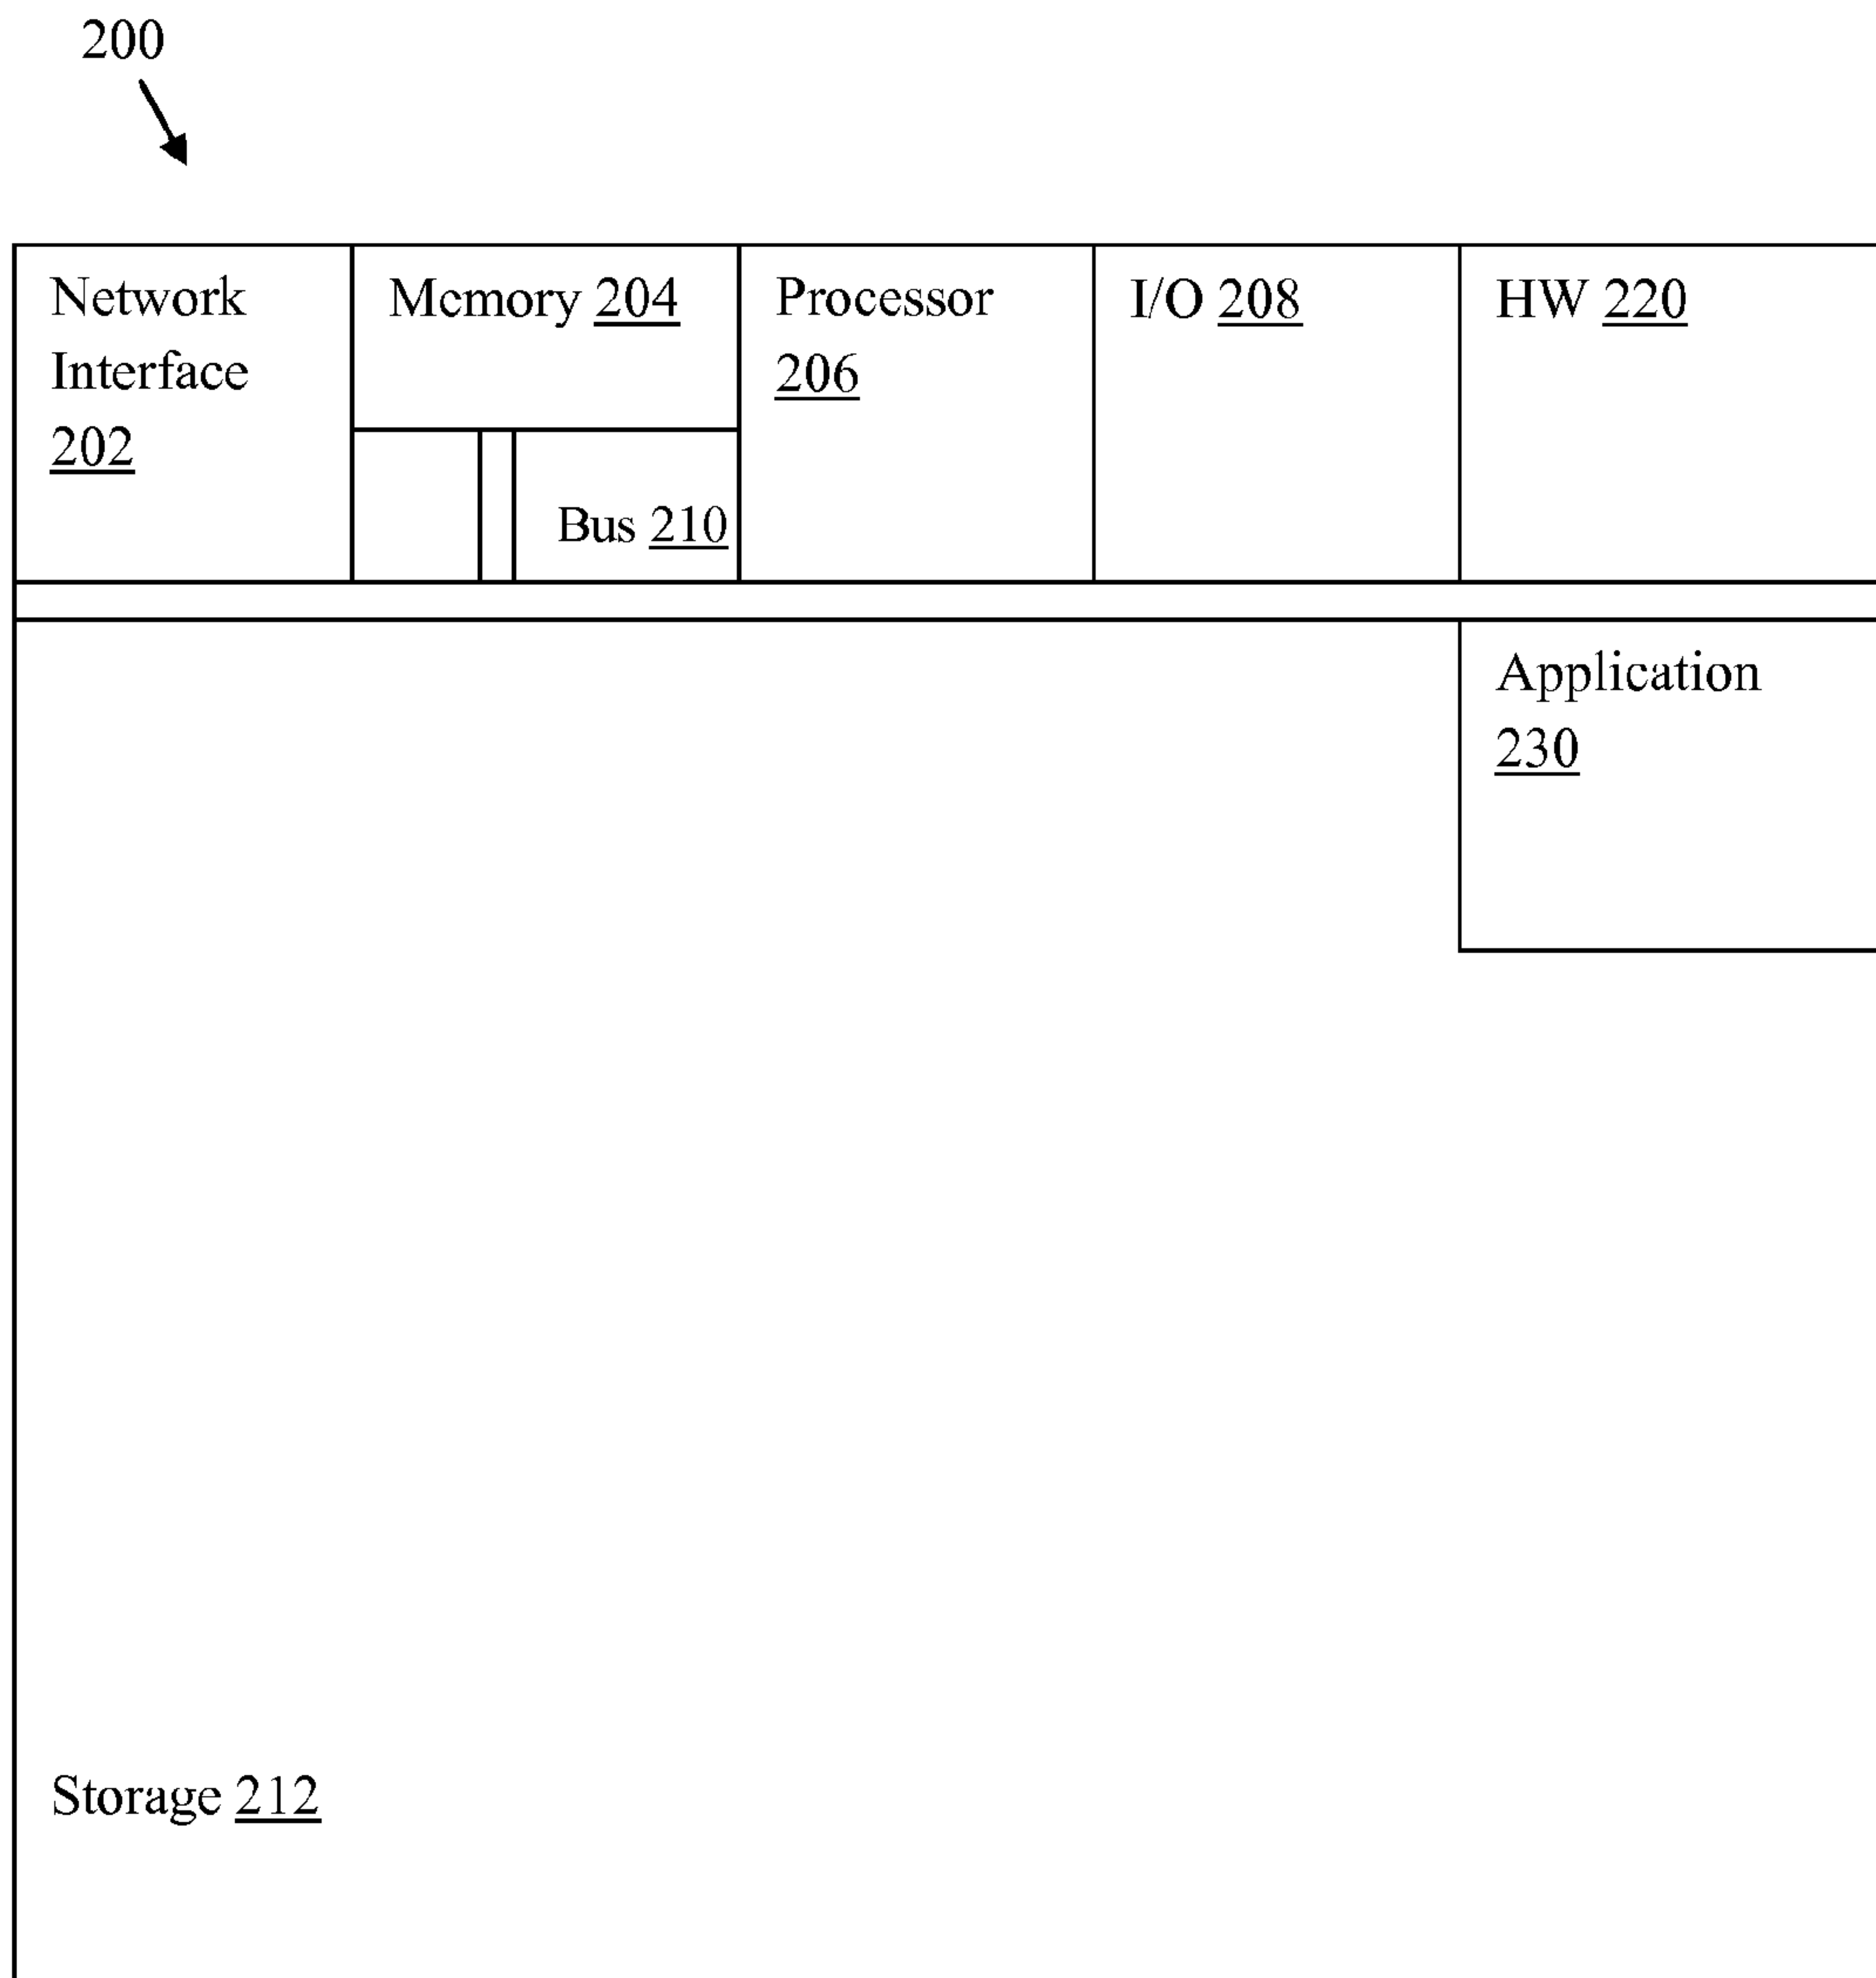 200
Network
Interface
202
Memory 204
Processor
206
I/O 208
HW 220
Bus 210
Application
230
Storage 212